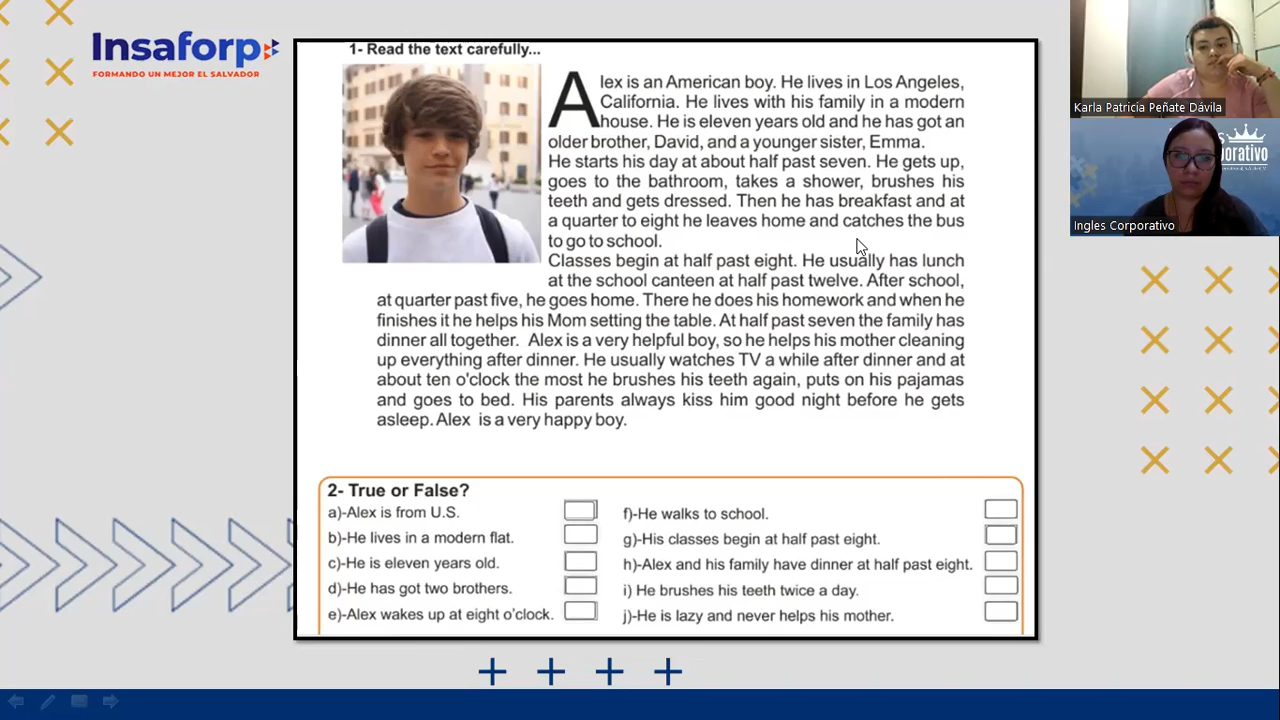 Insaforp
FORMANDO UN MEJOR EL SALVADOR
1- Read the text carefully...
Alex is an American boy. He lives in Los Angeles,
California. He lives with his family in a modern
house. He is eleven years old and he has got an
older brother, David, and a younger sister, Emma.
He starts his day at about half past seven. He gets up,
goes to the bathroom, takes a shower, brushes his
teeth and gets dressed. Then he has breakfast and at
a quarter to eight he leaves home and catches the bus
to go to school.
Classes begin at half past eight. He usually has lunch
at the school canteen at half past twelve. After school,
at quarter past five, he goes home. There he does his homework and when he
finishes it he helps his Mom setting the table. At half past seven the family has
dinner all together. Alex is a very helpful boy, so he helps his mother cleaning
up everything after dinner. He usually watches TV a while after dinner and at
about ten o'clock the most he brushes his teeth again, puts on his pajamas
and goes to bed. His parents always kiss him good night before he gets
asleep. Alex is a very happy boy.
2- True or False?
a)-Alex is from U.S.
b)-He lives in a modern flat.
c)-He is eleven years old.
d)-He has got two brothers.
e)-Alex wakes up at eight o'clock.
f)-He walks to school.
g)-His classes begin at half past eight.
h)-Alex and his family have dinner at half past eight.
i) He brushes his teeth twice a day.
j)-He is lazy and never helps his mother.
Karla Patricia Peñate Dávila
orativo
Ingles Corporativo